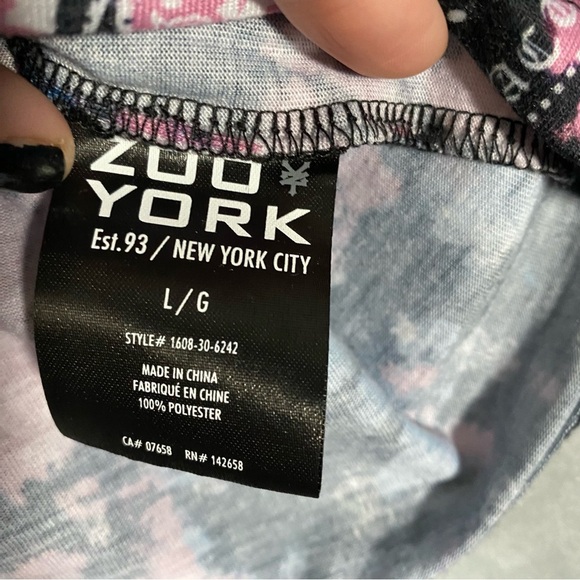 ZOO
YORK
Est.93 / NEW YORK CITY
L / G
STYLE# 1608-30-6242
MADE IN CHINA
FABRIQUÉ EN CHINE
100% POLYESTER
CA# 07658 RN# 142658